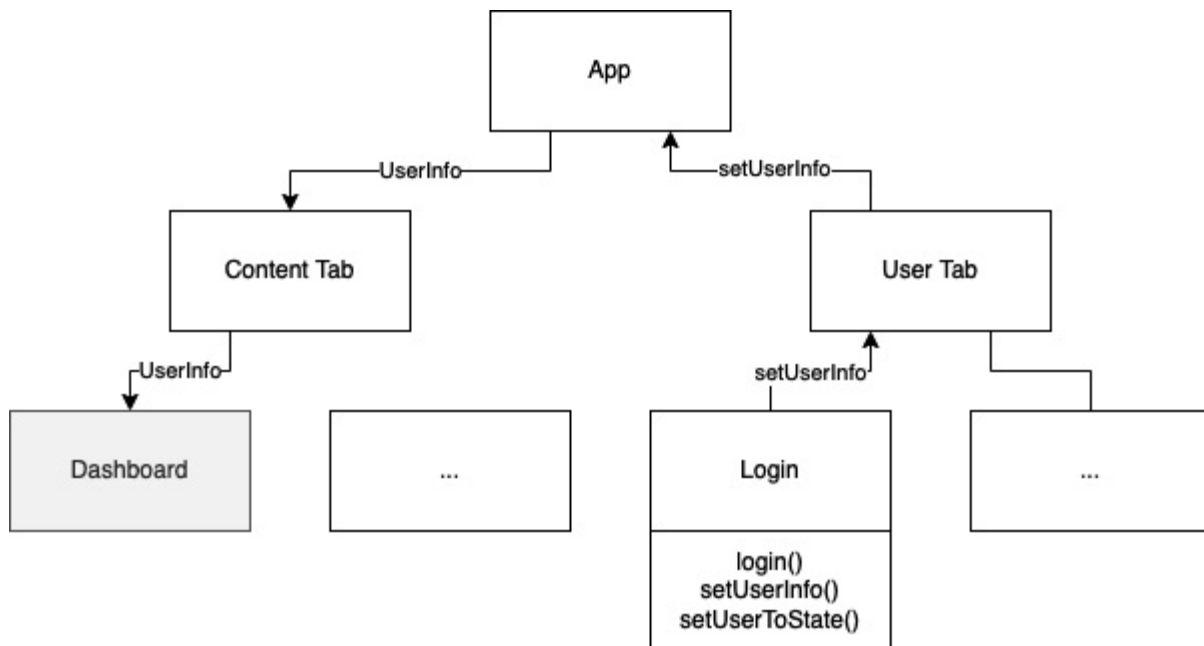 App
UserInfo
setUserInfo
Content Tab
User Tab
UserInfo
setUserInfo
Dashboard
...
Login
...
login()
setUserInfo()
setUserToState()